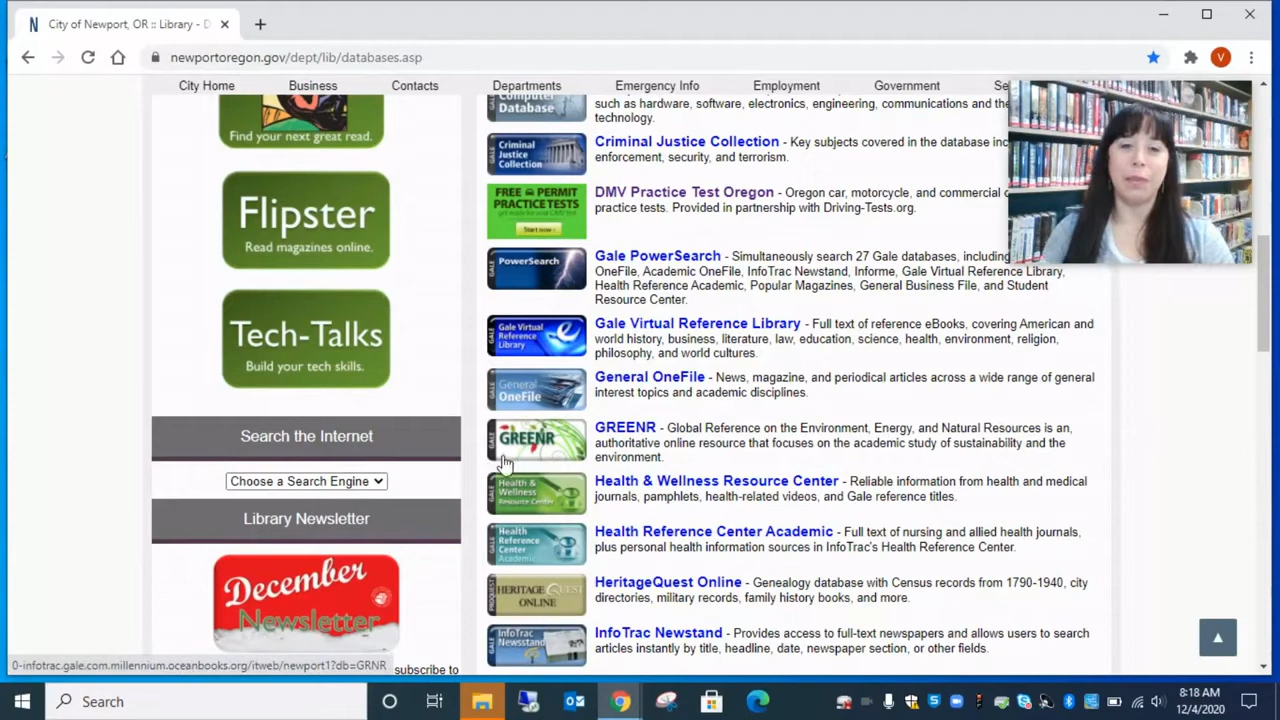 City of Newport, OR :: Library - D
newportoregon.gov/dept/lib/databases.asp
V
City Home Business Contacts Departments Emergency Info Employment Government Se
Find your next great read.
Flipster
Read magazines online.
Tech-Talks
Build your tech skills.
Search the Internet
Choose a Search Engine
Library Newsletter
December
Newsletter
subscribe to
Computer
Database
such as hardware, software, electronics, engineering, communications and the
technology.
GALE
Criminal
Justice
Collection
Criminal Justice Collection - Key subjects covered in the database inc
enforcement, security, and terrorism.
FREE PERMIT
PRACTICE TESTS
Start now ›
DMV Practice Test Oregon - Oregon car, motorcycle, and commercial
practice tests. Provided in partnership with Driving-Tests.org.
GALE
PowerSearch
Gale PowerSearch - Simultaneously search 27 Gale databases, including
OneFile, Academic OneFile, InfoTrac Newstand, Informe, Gale Virtual Reference Library,
Health Reference Academic, Popular Magazines, General Business File, and Student
Resource Center.
GALE
Gale Virtual
Reference
Library
Gale Virtual Reference Library - Full text of reference eBooks, covering American and
world history, business, literature, law, education, science, health, environment, religion,
philosophy, and world cultures.
GALE
General
OneFile
General OneFile - News, magazine, and periodical articles across a wide range of general
interest topics and academic disciplines.
GALE
GREENR
GREENR - Global Reference on the Environment, Energy, and Natural Resources is an,
authoritative online resource that focuses on the academic study of sustainability and the
environment.
GALE
Health &
Wellness
Resource Center
Health & Wellness Resource Center - Reliable information from health and medical
journals, pamphlets, health-related videos, and Gale reference titles.
GALE
Health
Reference
Center
Academic
Health Reference Center Academic - Full text of nursing and allied health journals,
plus personal health information sources in InfoTrac's Health Reference Center.
PROQUEST
HERITAGE QUEST
ONLINE
HeritageQuest Online - Genealogy database with Census records from 1790-1940, city
directories, military records, family history books, and more.
GALE
InfoTrac
Newsstand
InfoTrac Newstand - Provides access to full-text newspapers and allows users to search
articles instantly by title, headline, date, newspaper section, or other fields.
0-infotrac.gale.com.millennium.oceanbooks.org/itweb/newport1?db=GRNR
Search
8:18 AM
12/4/2020